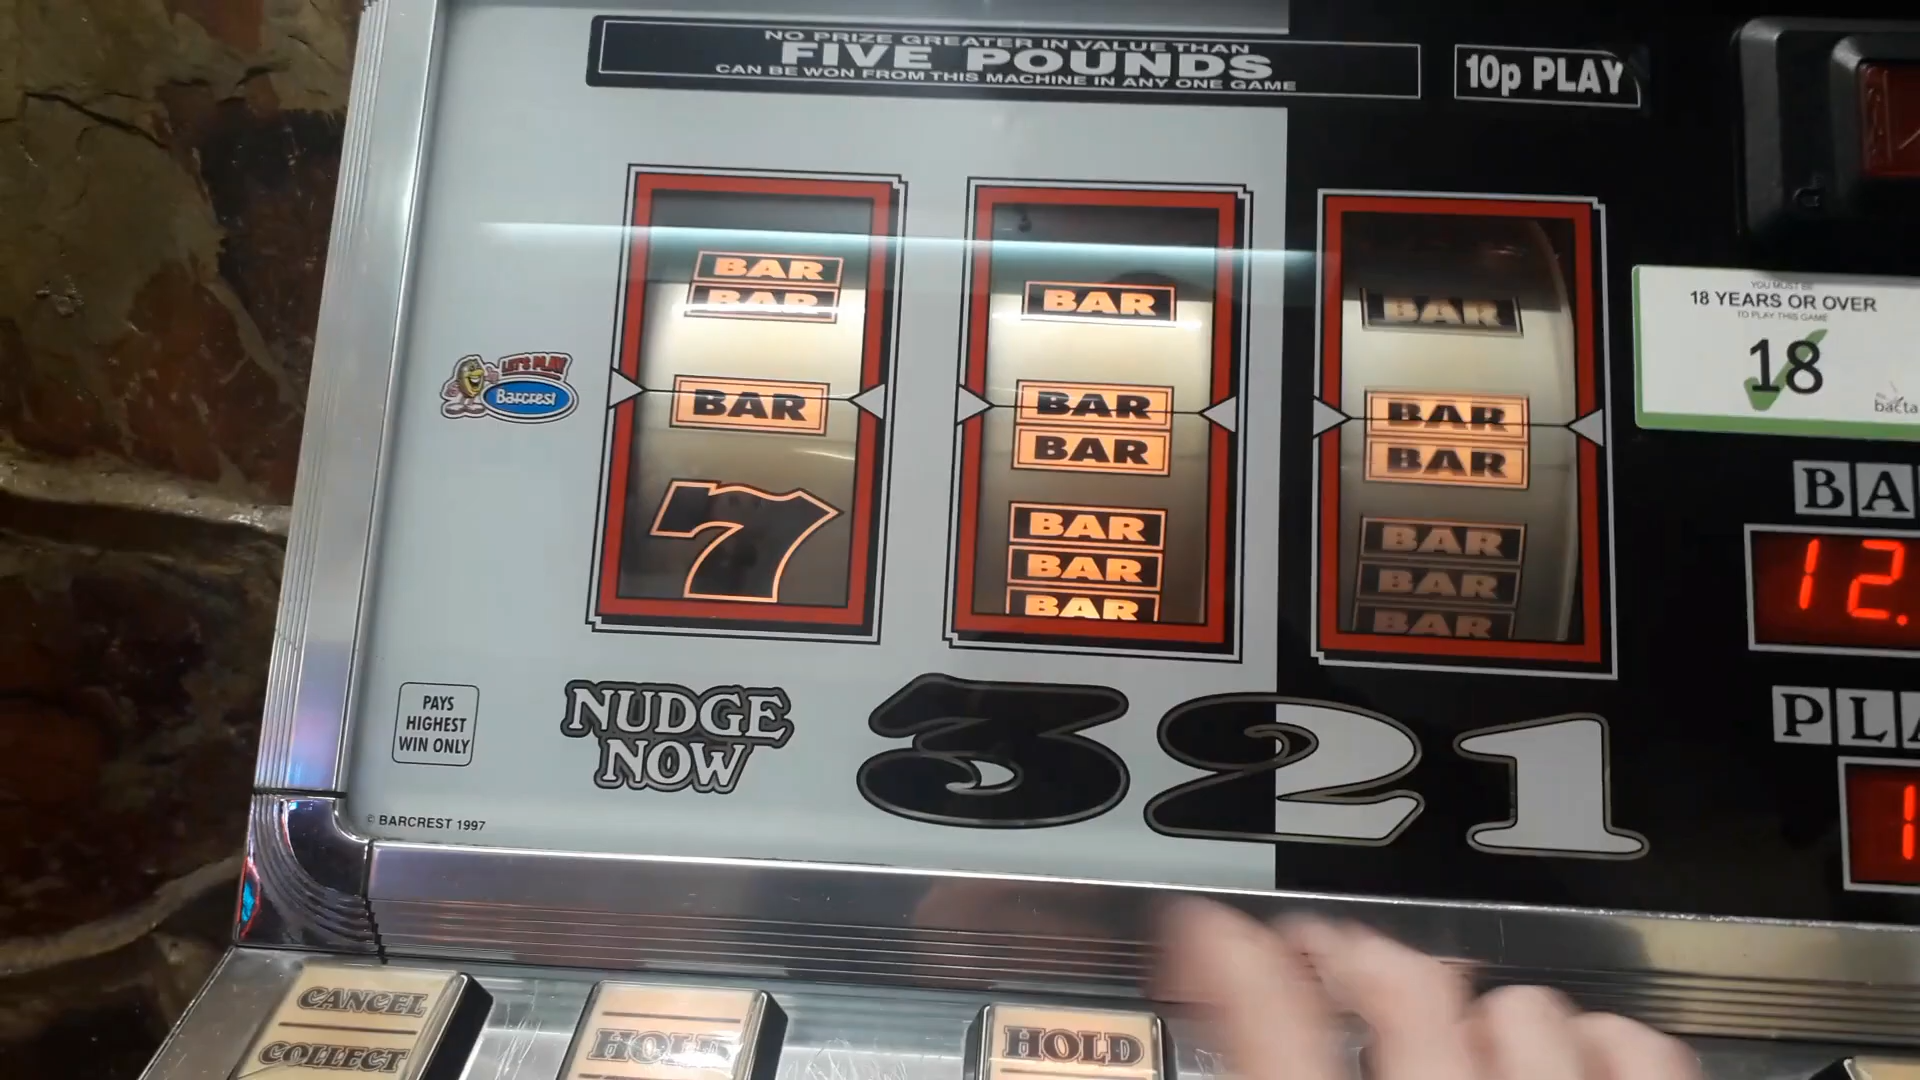 NO PRIZE GREATER IN VALUE THAN
FIVE POUNDS
CAN BE WON FROM THIS MACHINE IN ANY ONE GAME
10p PLAY
YOU MUST BE
18 YEARS OR OVER
TO PLAY THIS GAME
18
bacta
LET'S PLAY
Barcrest
BAR
BAR
BAR
7
BAR
BAR
BAR
BAR
BAR
BAR
BAR
BAR
BAR
BAR
BAR
BAR
BA
12.
PLA
1
PAYS
HIGHEST
WIN ONLY
NUDGE
NOW
3 2 1
© BARCREST 1997
CANCEL
COLLECT
HOLD
HOLD